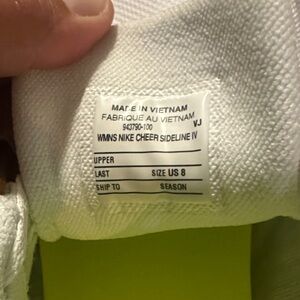 MADE IN VIETNAM
FABRIQUE AU VIETNAM
943790-100 VJ
WMNS NIKE CHEER SIDELINE IV
UPPER
LAST SIZE US 8
SHIP TO SEASON